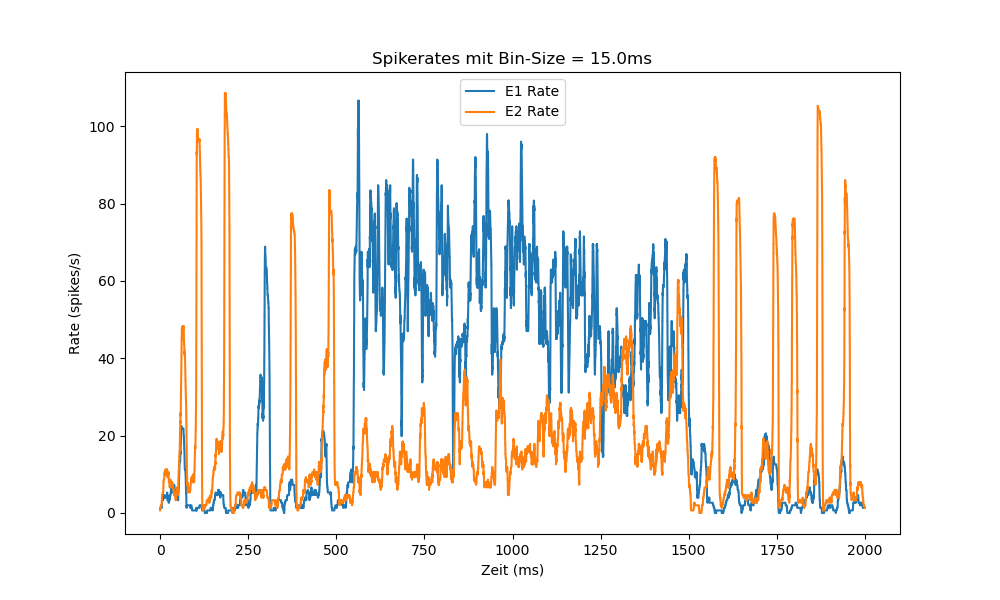 Spikerates mit Bin-Size = 15.0ms
E1 Rate
E2 Rate
Rate (spikes/s)
100
80
60
40
20
0
0 250 500 750 1000 1250 1500 1750 2000
Zeit (ms)